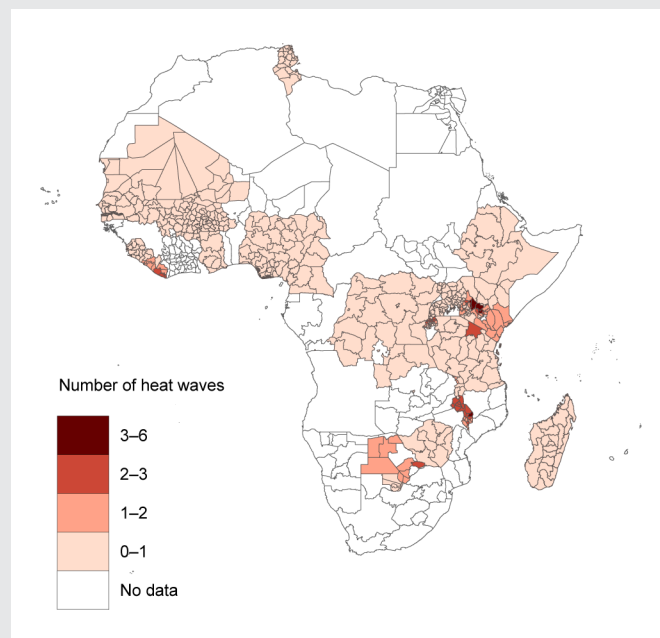 Number of heat waves
3–6
2–3
1–2
0–1
No data